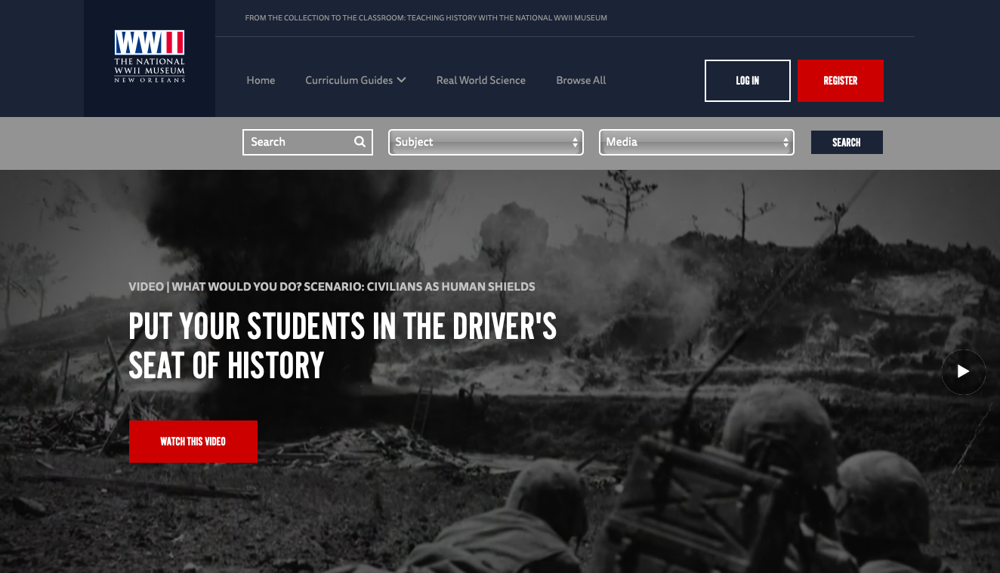 FROM THE COLLECTION TO THE CLASSROOM: TEACHING HISTORY WITH THE NATIONAL WWII MUSEUM
WWII
THE NATIONAL
WWII MUSEUM
NEW ORLEANS
Home Curriculum Guides Real World Science Browse All LOG IN REGISTER
Search Subject Media SEARCH
VIDEO | WHAT WOULD YOU DO? SCENARIO: CIVILIANS AS HUMAN SHIELDS
PUT YOUR STUDENTS IN THE DRIVER'S
SEAT OF HISTORY
WATCH THIS VIDEO